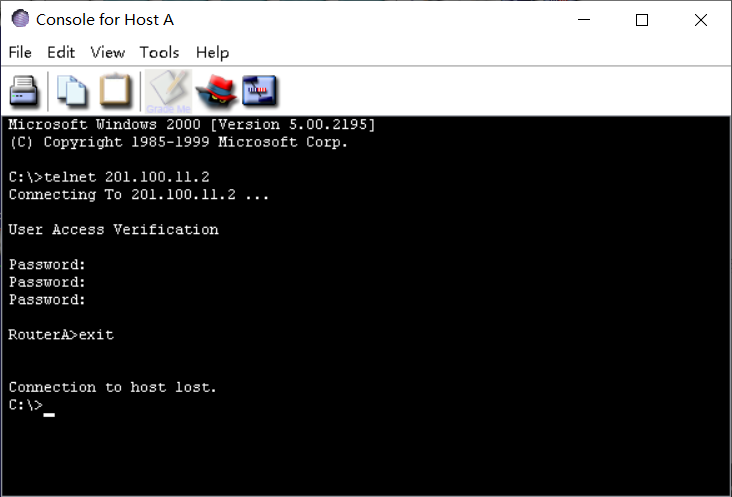 Console for Host A
File Edit View Tools Help
Grade Me
Microsoft Windows 2000 [Version 5.00.2195]
(C) Copyright 1985-1999 Microsoft Corp.
C:\>telnet 201.100.11.2
Connecting To 201.100.11.2 ...
User Access Verification
Password:
Password:
Password:
RouterA>exit
Connection to host lost.
C:\>_